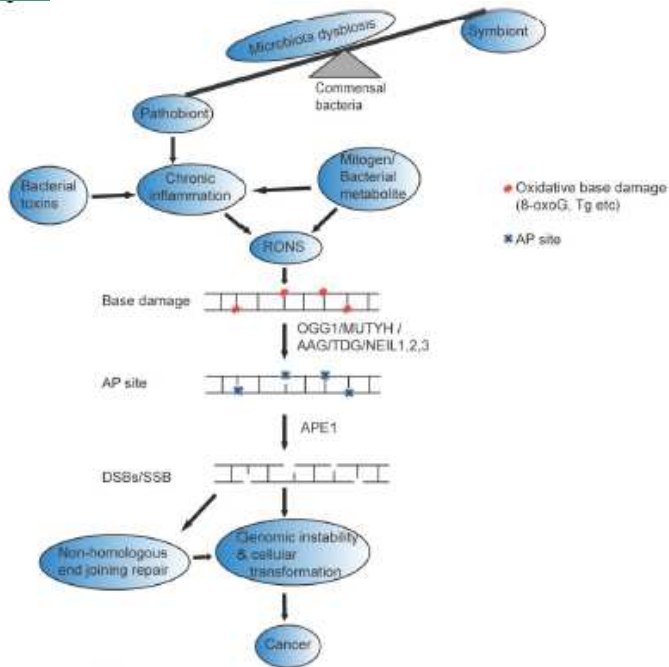 Microbiota dysbiosis
Symbiont
Commensal
bacteria
Pathobiont
Bacterial
toxins
Chronic
inflammation
Mitogen/
Bacterial
metabolite
Oxidative base damage
(8-oxoG, Tg etc)
AP site
RONS
Base damage
OGG1/MUTYH /
AAG/TDG/NEIL1,2,3
AP site
APE1
DSBs/SSB
Non-homologous
end joining repair
Genomic instability
& cellular
transformation
Cancer